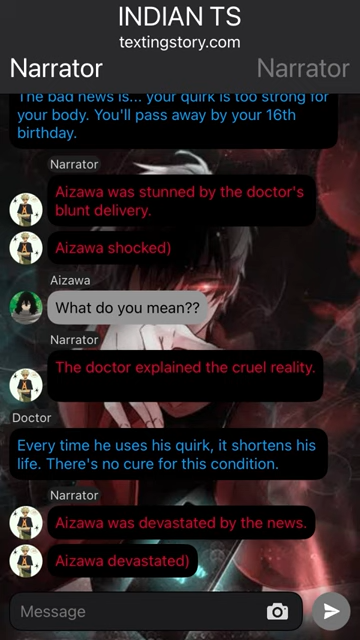 INDIAN TS
textingstory.com
Narrator
Narrator
The bad news is... your quirk is too strong for
your body. You'll pass away by your 16th
birthday.
Narrator
Aizawa was stunned by the doctor's
blunt delivery.
Aizawa shocked)
Aizawa
What do you mean??
Narrator
The doctor explained the cruel reality.
Doctor
Every time he uses his quirk, it shortens his
life. There's no cure for this condition.
Narrator
Aizawa was devastated by the news.
Aizawa devastated)
Message